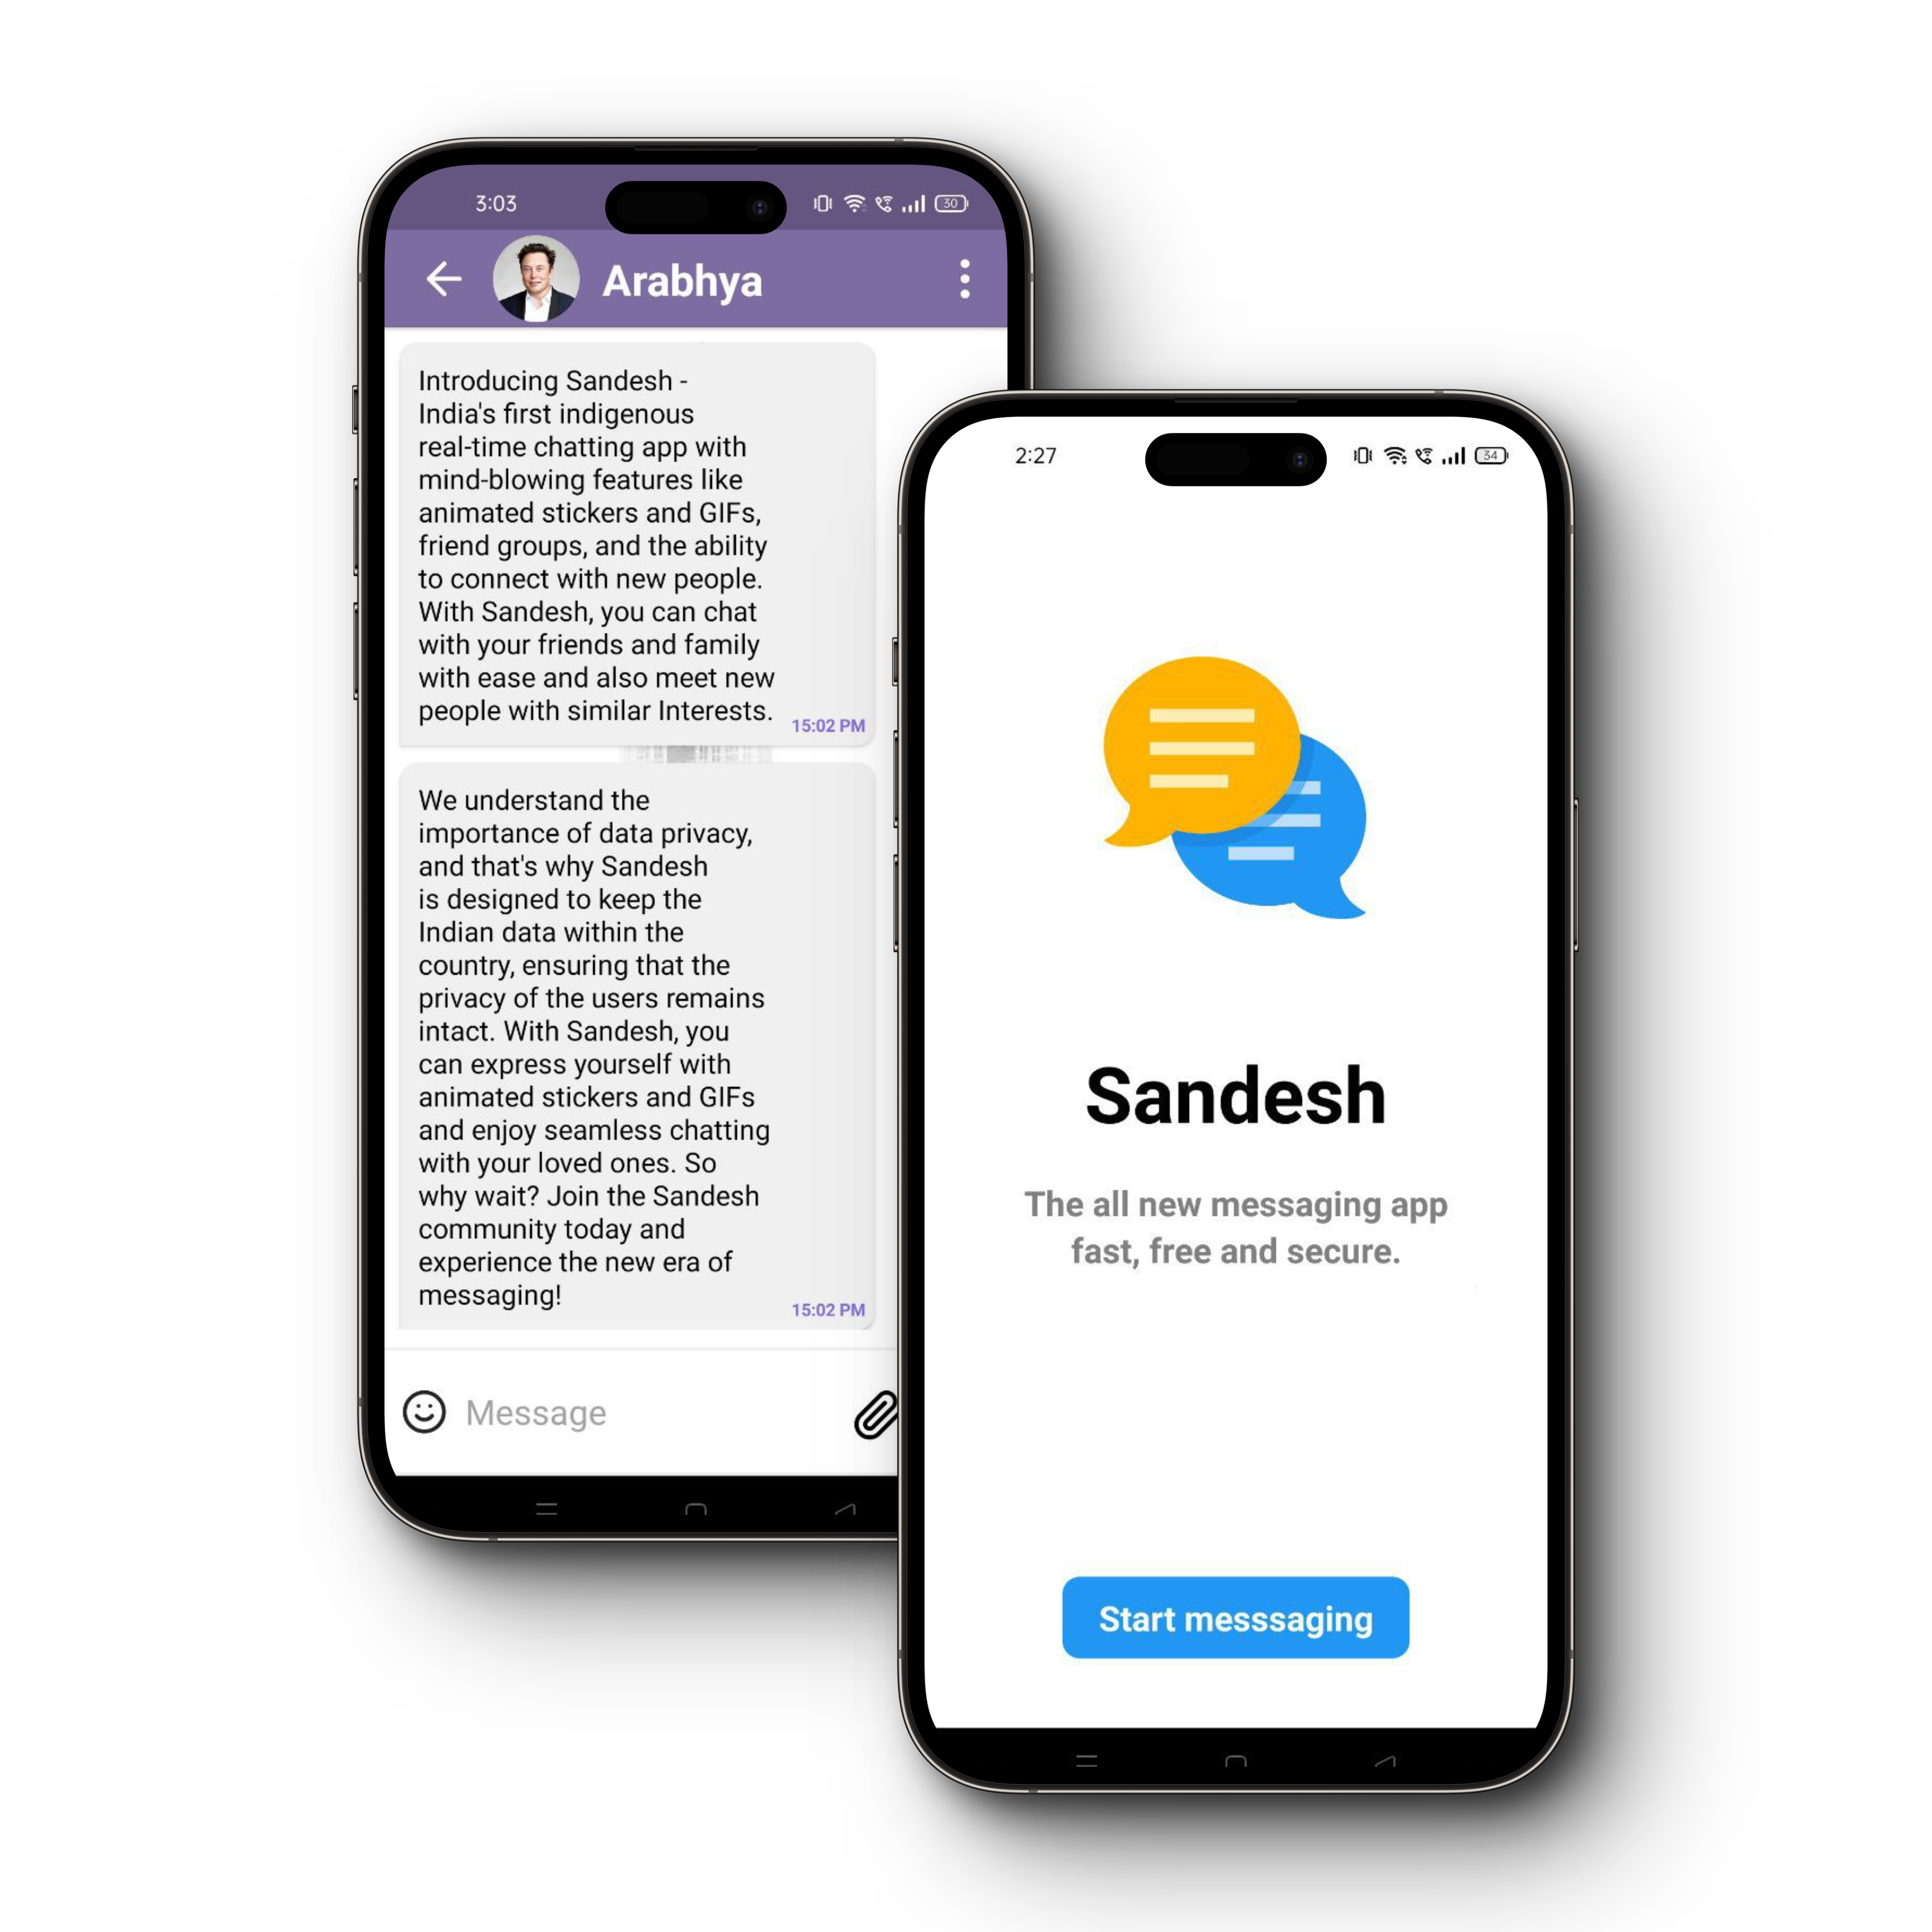 3:03
30
Arabhya
Introducing Sandesh -
India's first indigenous
real-time chatting app with
mind-blowing features like
animated stickers and GIFs,
friend groups, and the ability
to connect with new people.
With Sandesh, you can chat
with your friends and family
with ease and also meet new
people with similar Interests.
15:02 PM
We understand the
importance of data privacy,
and that's why Sandesh
is designed to keep the
Indian data within the
country, ensuring that the
privacy of the users remains
intact. With Sandesh, you
can express yourself with
animated stickers and GIFs
and enjoy seamless chatting
with your loved ones. So
why wait? Join the Sandesh
community today and
experience the new era of
messaging!
15:02 PM
Message
2:27
34
Sandesh
The all new messaging app
fast, free and secure.
Start messsaging